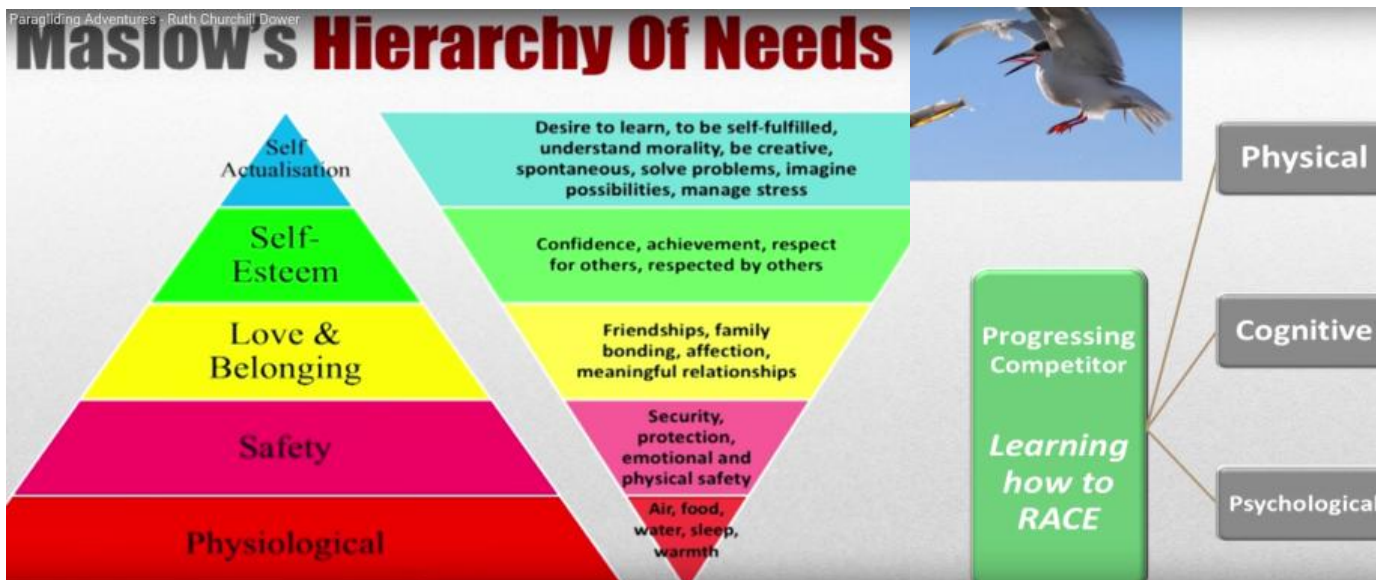 Paragliding Adventures - Ruth Churchill Dower
Maslow's Hierarchy Of Needs
Self
Actualisation
Desire to learn, to be self-fulfilled,
understand morality, be creative,
spontaneous, solve problems, imagine
possibilities, manage stress
Self-
Esteem
Confidence, achievement, respect
for others, respected by others
Love &
Belonging
Friendships, family
bonding, affection,
meaningful relationships
Safety
Security,
protection,
emotional and
physical safety
Physiological
Air, food,
water, sleep,
warmth
Progressing
Competitor
Learning
how to
RACE
Physical
Cognitive
Psychological